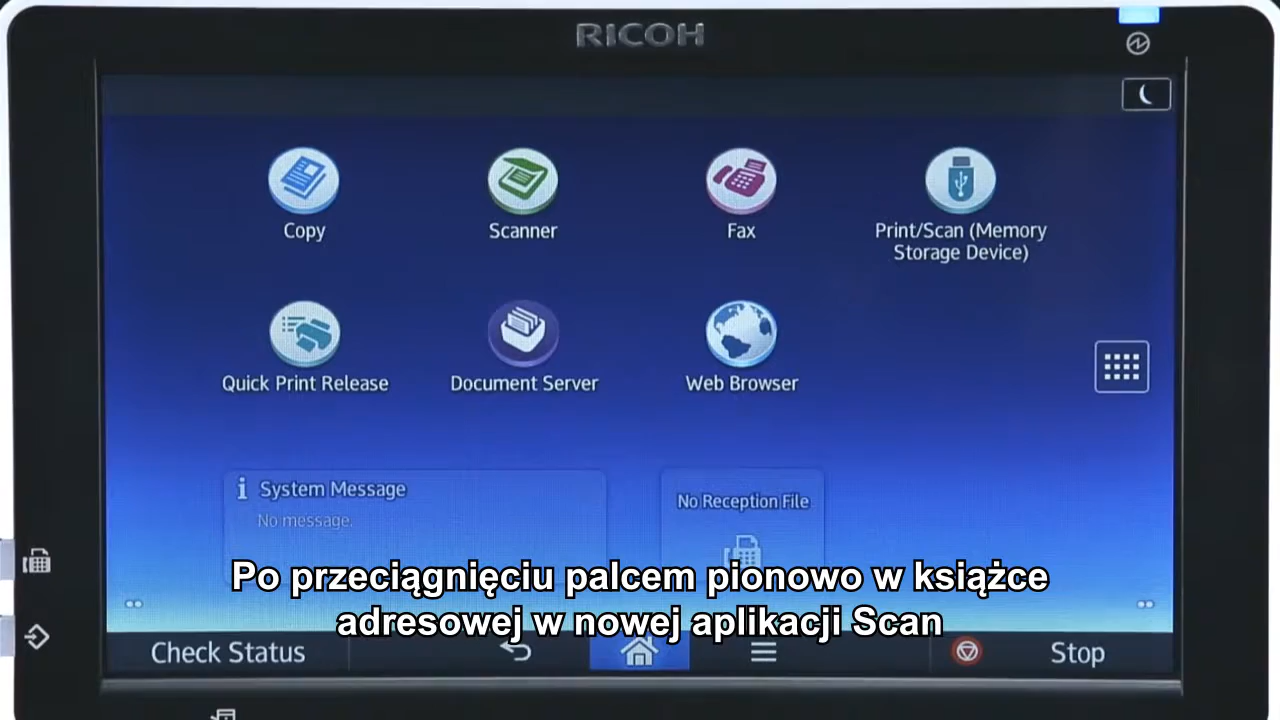 RICOH
Copy
Scanner
Fax
Print/Scan (Memory
Storage Device)
Quick Print Release
Document Server
Web Browser
System Message
No message.
No Reception File
Po przeciągnięciu palcem pionowo w książce
adresowej w nowej aplikacji Scan
Check Status
Stop